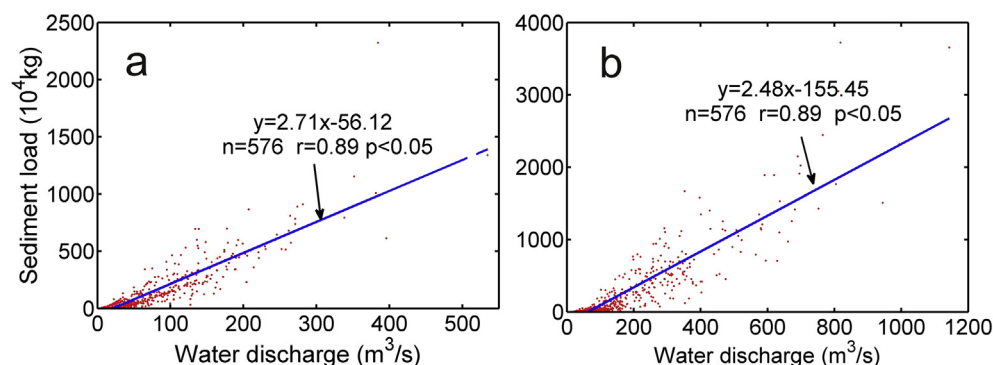 a
y=2.71x-56.12
n=576 r=0.89 p<0.05
Sediment load (10⁴kg)
2500
2000
1500
1000
500
0
0 100 200 300 400 500
Water discharge (m³/s)
b
y=2.48x-155.45
n=576 r=0.89 p<0.05
4000
3000
2000
1000
0
0 200 400 600 800 1000 1200
Water discharge (m³/s)